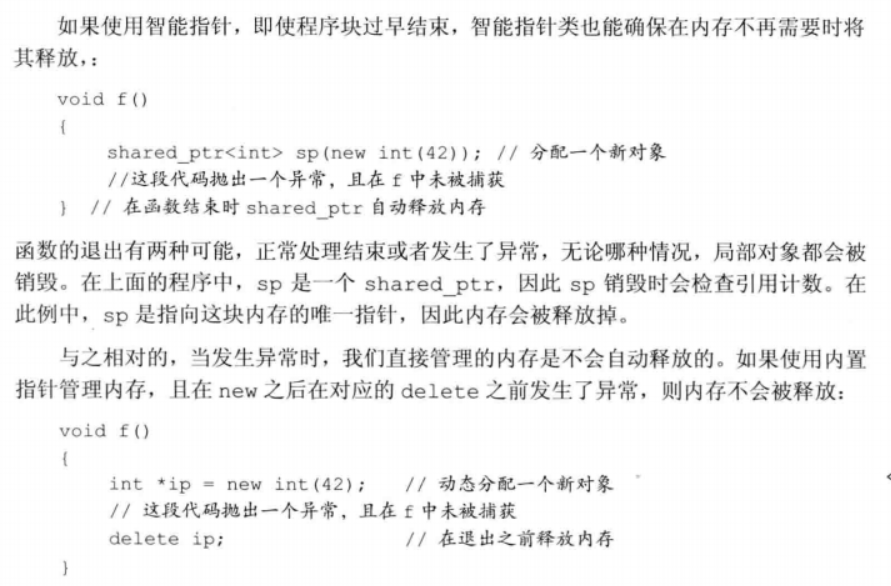 如果使用智能指针，即使程序块过早结束，智能指针类也能确保在内存不再需要时将
其释放,：
void f()
{
shared_ptr<int> sp(new int(42)); // 分配一个新对象
//这段代码抛出一个异常，且在 f 中未被捕获
} // 在函数结束时 shared_ptr 自动释放内存
函数的退出有两种可能，正常处理结束或者发生了异常，无论哪种情况，局部对象都会被
销毁。在上面的程序中，sp 是一个 shared_ptr，因此 sp 销毁时会检查引用计数。在
此例中，sp 是指向这块内存的唯一指针，因此内存会被释放掉。
与之相对的，当发生异常时，我们直接管理的内存是不会自动释放的。如果使用内置
指针管理内存，且在 new 之后在对应的 delete 之前发生了异常，则内存不会被释放：
void f()
{
int *ip = new int(42); // 动态分配一个新对象
// 这段代码抛出一个异常，且在 f 中未被捕获
delete ip; // 在退出之前释放内存
}